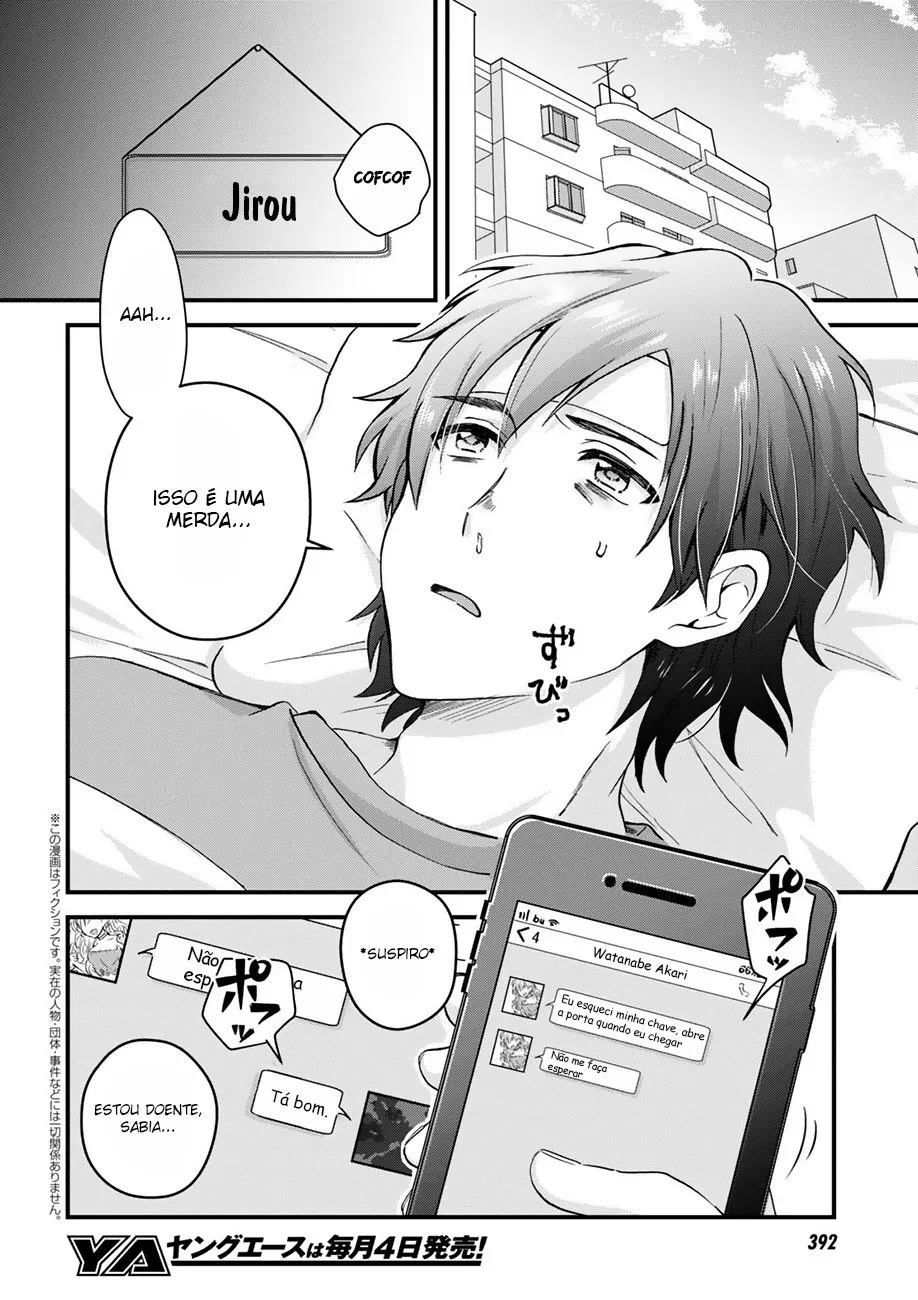 Jirou
COFCOF
AAH...
ISSO É UMA
MERDA...
ずびっ
ポフッ
4
Watanabe Akari
Eu esqueci minha chave, abre
a porta quando eu chegar
Não me faça
esperar
*SUSPIRO*
Não
esp
a
ポフッ
Tá bom.
ESTOU DOENTE,
SABIA...
※この漫画はフィクションです。実在の人物・団体・事件などには一切関係ありません。
YA ヤングエースは毎月4日発売!
392